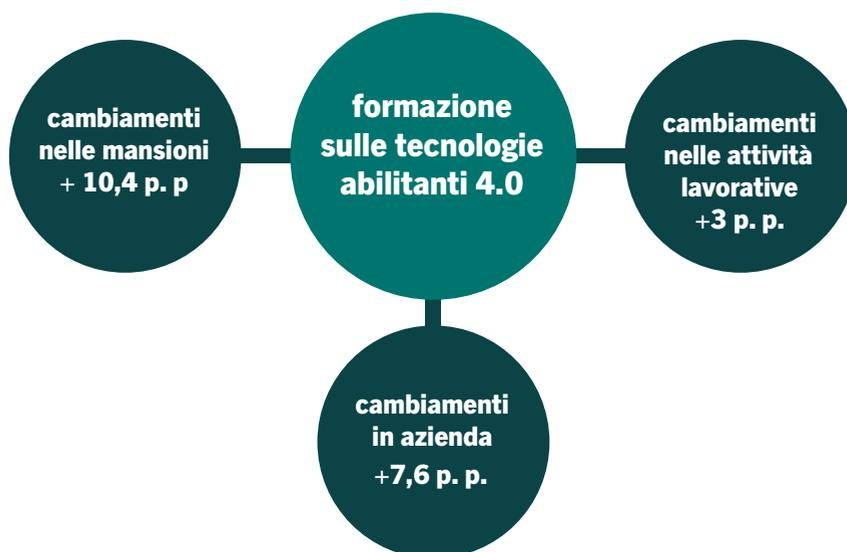 cambiamenti
nelle mansioni
+ 10,4 p. p
formazione
sulle tecnologie
abilitanti 4.0
cambiamenti
nelle attività
lavorative
+3 p. p.
cambiamenti
in azienda
+7,6 p. p.